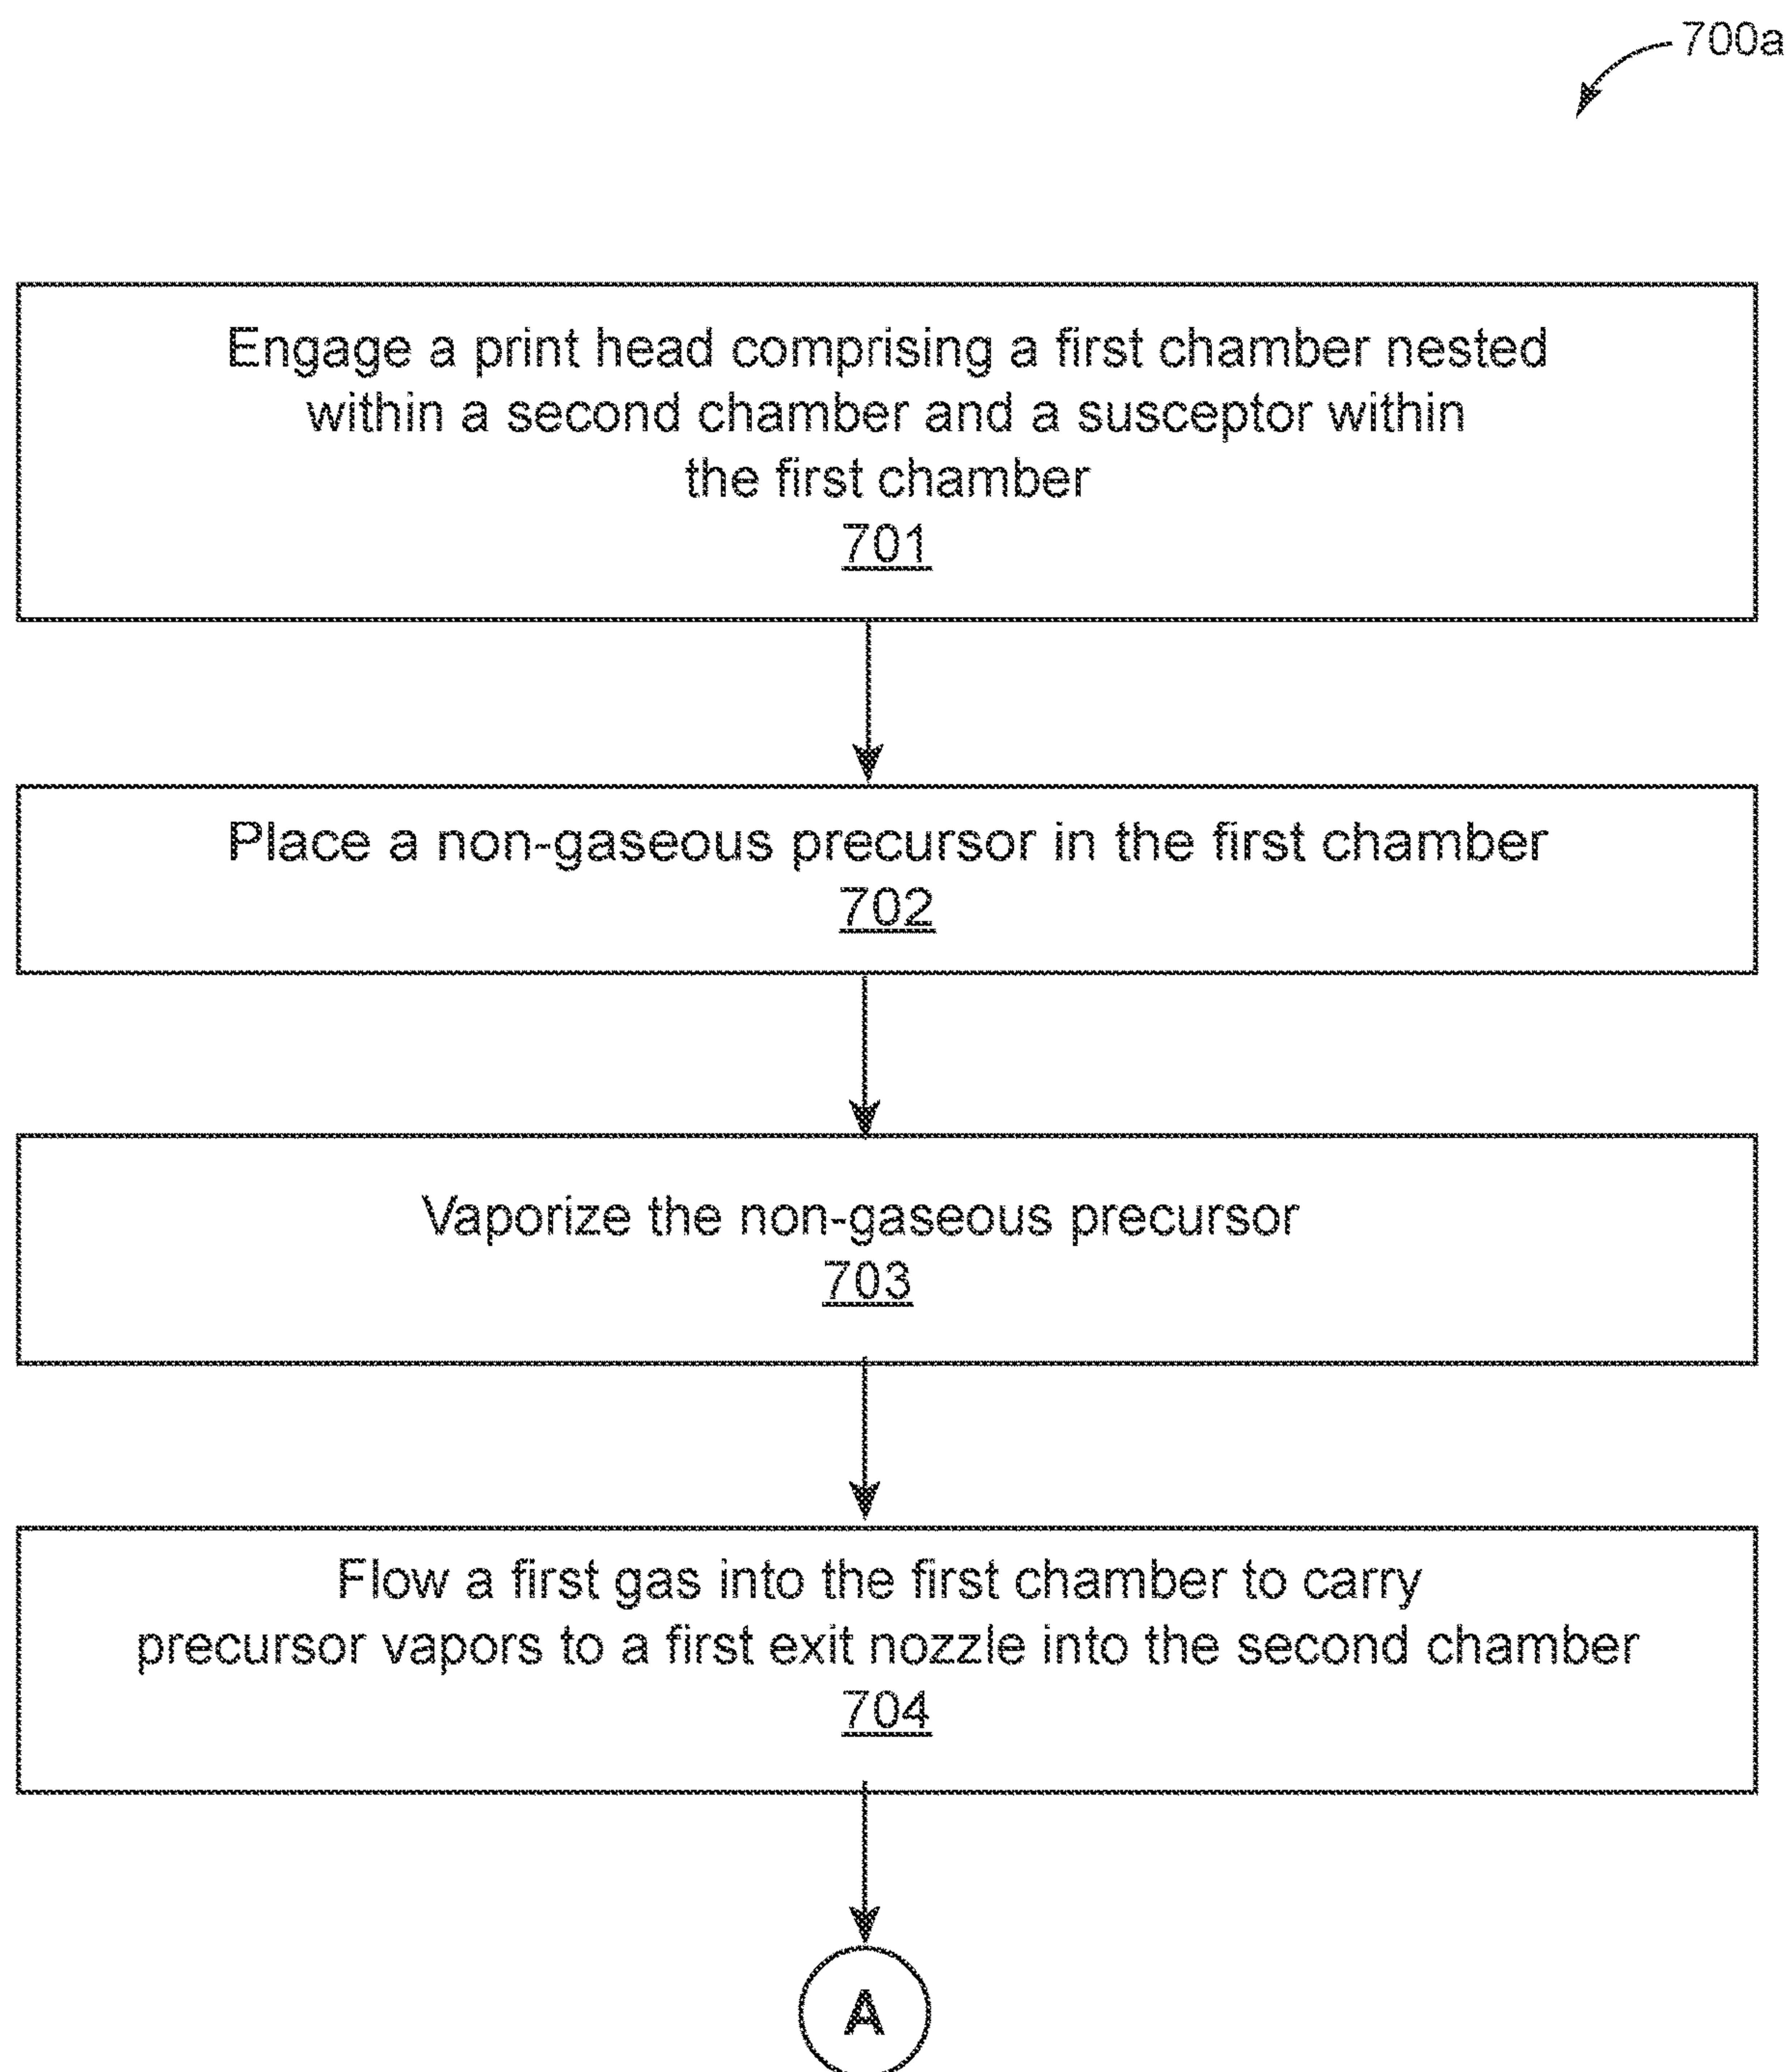 700a
Engage a print head comprising a first chamber nested
within a second chamber and a susceptor within
the first chamber
701
Place a non-gaseous precursor in the first chamber
702
Vaporize the non-gaseous precursor
703
Flow a first gas into the first chamber to carry
precursor vapors to a first exit nozzle into the second chamber
704
A